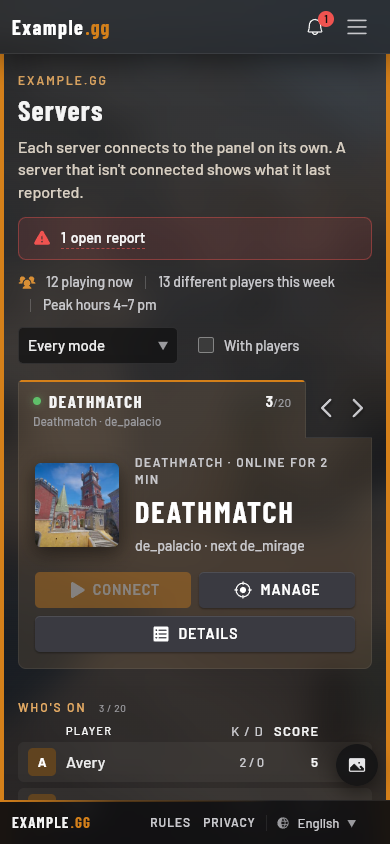 Example.gg
1
EXAMPLE.GG
Servers
Each server connects to the panel on its own. A
server that isn't connected shows what it last
reported.
1 open report
12 playing now
13 different players this week
Peak hours 4–7 pm
Every mode
With players
DEATHMATCH
3/20
Deathmatch · de_palacio
DEATHMATCH · ONLINE FOR 2
MIN
DEATHMATCH
de_palacio · next de_mirage
CONNECT
MANAGE
DETAILS
WHO'S ON 3 / 20
PLAYER K / D SCORE
A Avery 2 / 0 5
EXAMPLE.GG RULES PRIVACY English